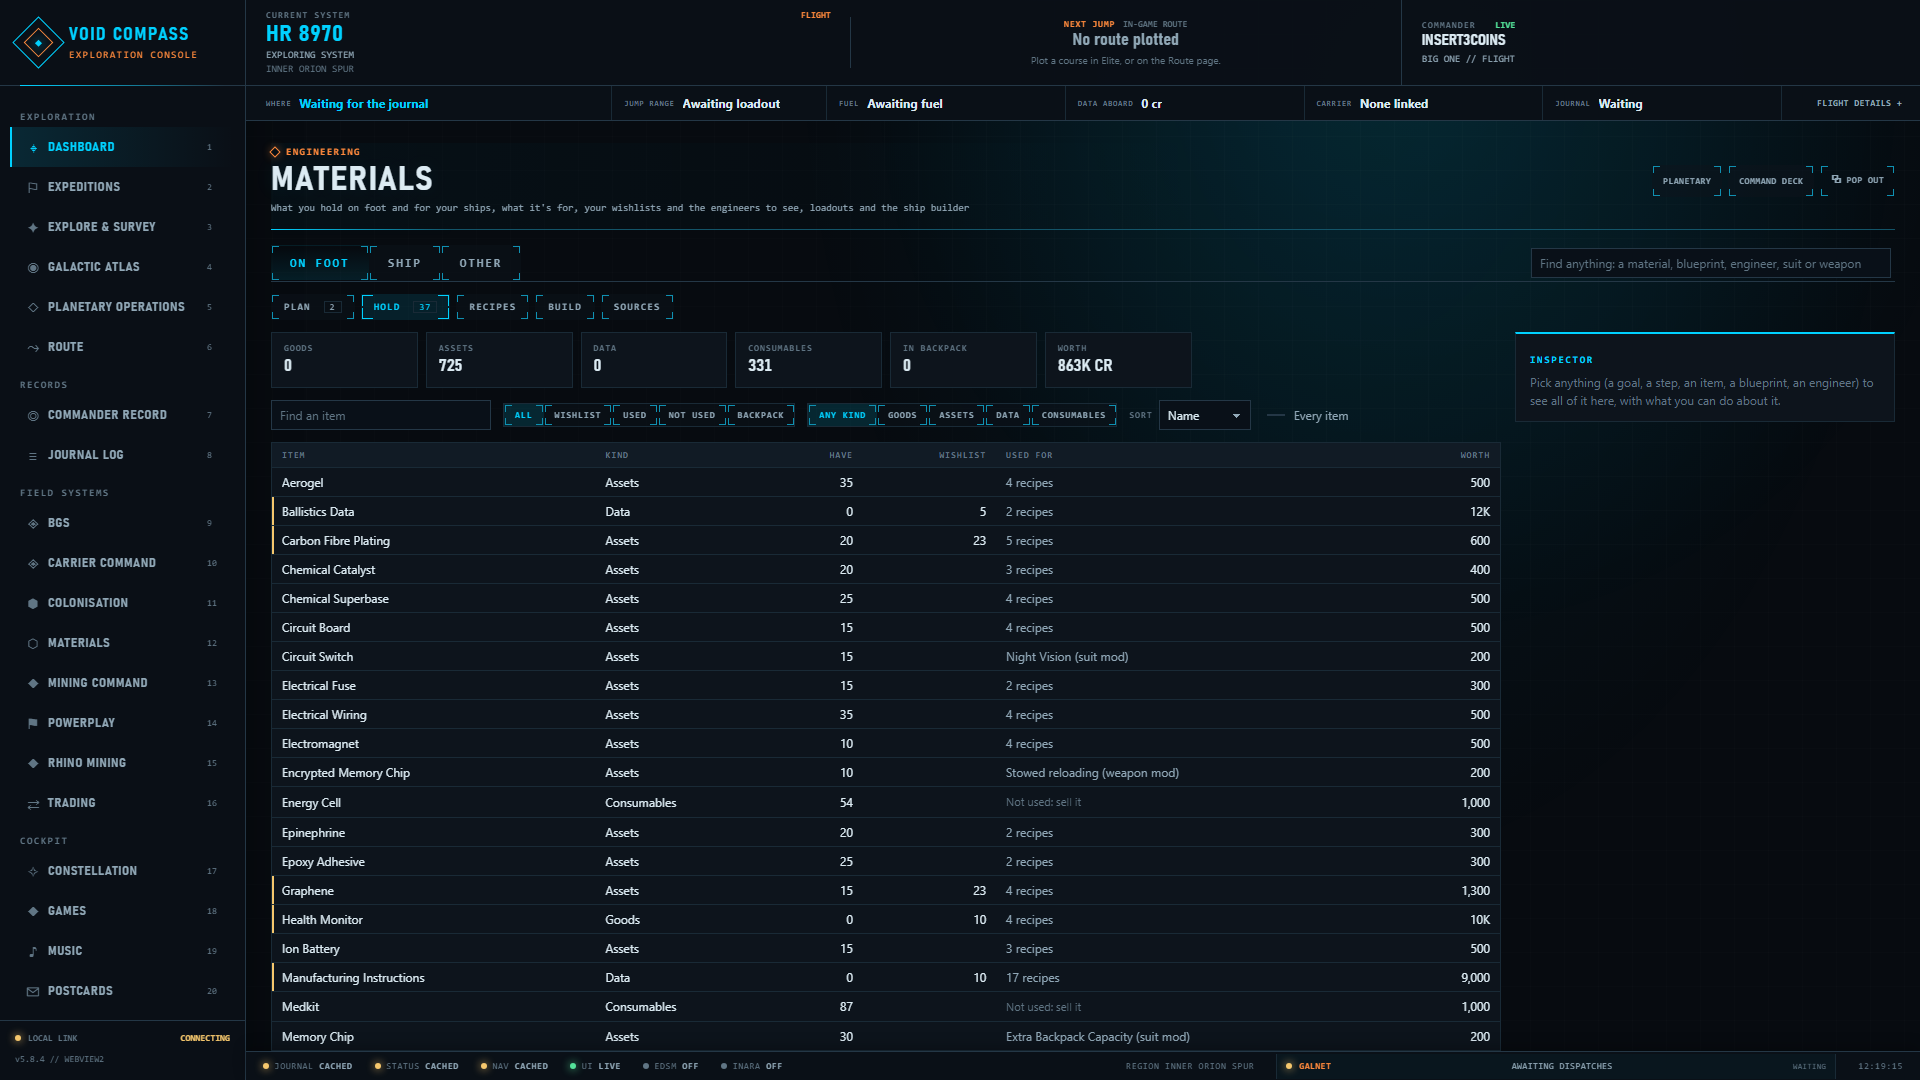 VOID COMPASS
EXPLORATION CONSOLE
CURRENT SYSTEM
HR 8970
EXPLORING SYSTEM
INNER ORION SPUR
FLIGHT
NEXT JUMP IN-GAME ROUTE
No route plotted
Plot a course in Elite, or on the Route page.
COMMANDER LIVE
INSERT3COINS
BIG ONE // FLIGHT
WHERE Waiting for the journal
JUMP RANGE Awaiting loadout
FUEL Awaiting fuel
DATA ABOARD 0 cr
CARRIER None linked
JOURNAL Waiting
FLIGHT DETAILS +
EXPLORATION
DASHBOARD 1
EXPEDITIONS 2
EXPLORE & SURVEY 3
GALACTIC ATLAS 4
PLANETARY OPERATIONS 5
ROUTE 6
RECORDS
COMMANDER RECORD 7
JOURNAL LOG 8
FIELD SYSTEMS
BGS 9
CARRIER COMMAND 10
COLONISATION 11
MATERIALS 12
MINING COMMAND 13
POWERPLAY 14
RHINO MINING 15
TRADING 16
COCKPIT
CONSTELLATION 17
GAMES 18
MUSIC 19
POSTCARDS 20
LOCAL LINK CONNECTING
v5.8.4 // WEBVIEW2
ENGINEERING
MATERIALS
What you hold on foot and for your ships, what it's for, your wishlists and the engineers to see, loadouts and the ship builder
PLANETARY
COMMAND DECK
POP OUT
ON FOOT SHIP OTHER
Find anything: a material, blueprint, engineer, suit or weapon
PLAN 2 HOLD 37 RECIPES BUILD SOURCES
GOODS 0
ASSETS 725
DATA 0
CONSUMABLES 331
IN BACKPACK 0
WORTH 863K CR
Find an item
ALL WISHLIST USED NOT USED BACKPACK
ANY KIND GOODS ASSETS DATA CONSUMABLES
SORT Name
Every item
ITEM KIND HAVE WISHLIST USED FOR WORTH
Aerogel Assets 35 4 recipes 500
Ballistics Data Data 0 5 2 recipes 12K
Carbon Fibre Plating Assets 20 23 5 recipes 600
Chemical Catalyst Assets 20 3 recipes 400
Chemical Superbase Assets 25 4 recipes 500
Circuit Board Assets 15 4 recipes 500
Circuit Switch Assets 15 Night Vision (suit mod) 200
Electrical Fuse Assets 15 2 recipes 300
Electrical Wiring Assets 35 4 recipes 500
Electromagnet Assets 10 4 recipes 500
Encrypted Memory Chip Assets 10 Stowed reloading (weapon mod) 200
Energy Cell Consumables 54 Not used: sell it 1,000
Epinephrine Assets 20 2 recipes 300
Epoxy Adhesive Assets 25 2 recipes 300
Graphene Assets 15 23 4 recipes 1,300
Health Monitor Goods 0 10 4 recipes 10K
Ion Battery Assets 15 3 recipes 500
Manufacturing Instructions Data 0 10 17 recipes 9,000
Medkit Consumables 87 Not used: sell it 1,000
Memory Chip Assets 30 Extra Backpack Capacity (suit mod) 200
INSPECTOR
Pick anything (a goal, a step, an item, a blueprint, an engineer) to
see all of it here, with what you can do about it.
JOURNAL CACHED STATUS CACHED NAV CACHED UI LIVE EDSM OFF INARA OFF
REGION INNER ORION SPUR
GALNET AWAITING DISPATCHES WAITING
12:19:15